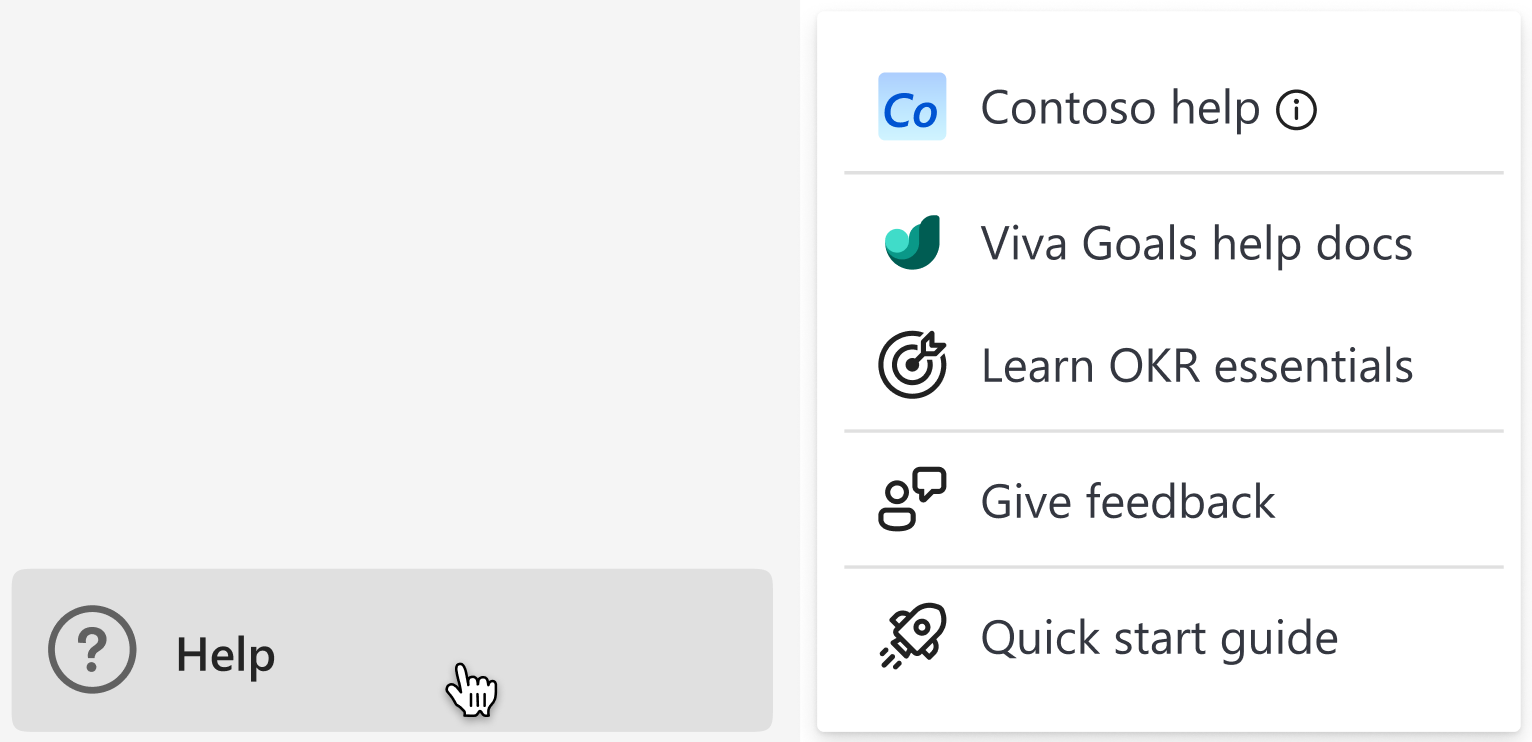 Co
Contoso help
Viva Goals help docs
Learn OKR essentials
Give feedback
Quick start guide
? Help